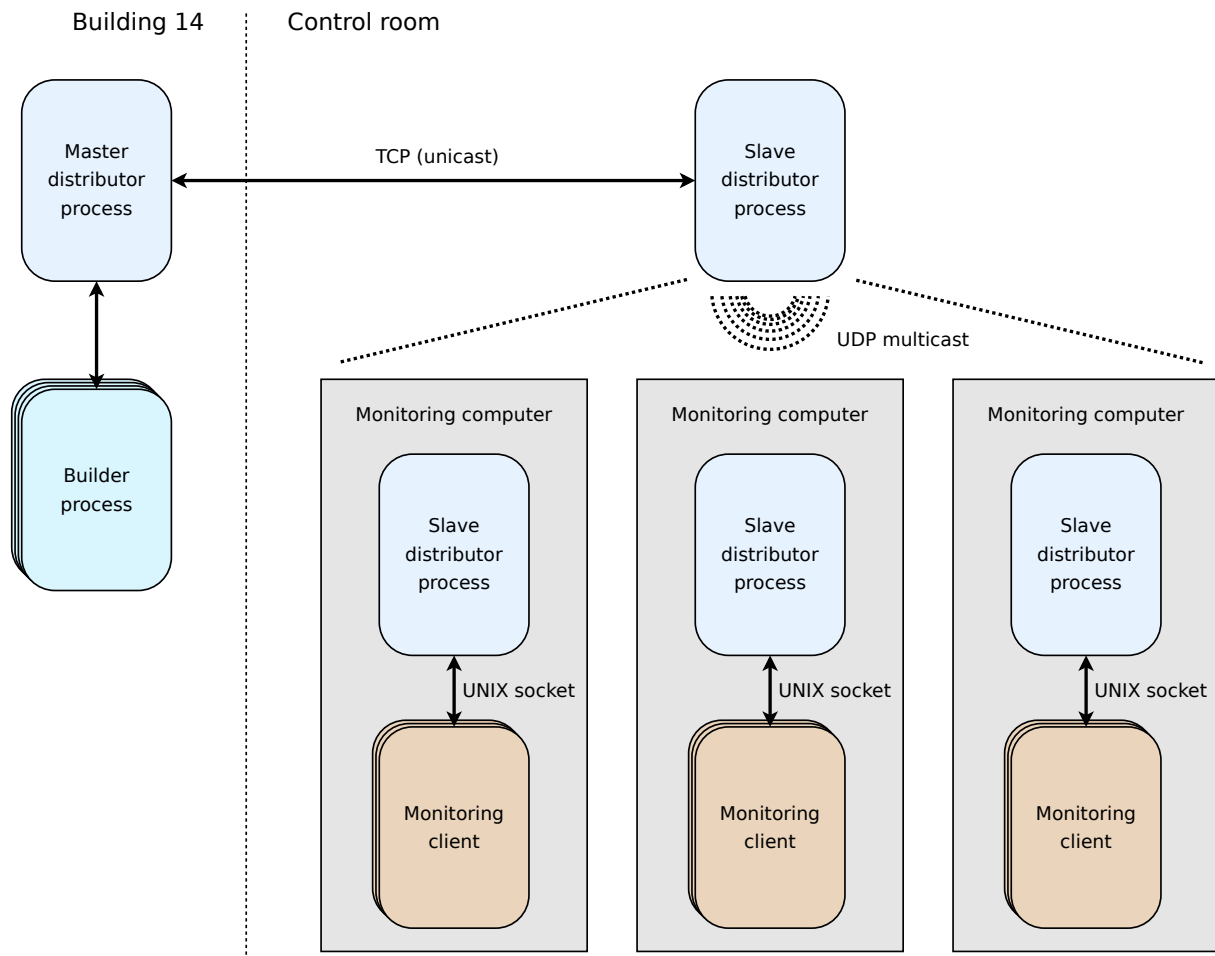 Building 14
Control room
Master
distributor
process
TCP (unicast)
Slave
distributor
process
UDP multicast
Builder
process
Monitoring computer
Slave
distributor
process
UNIX socket
Monitoring
client
Monitoring computer
Slave
distributor
process
UNIX socket
Monitoring
client
Monitoring computer
Slave
distributor
process
UNIX socket
Monitoring
client